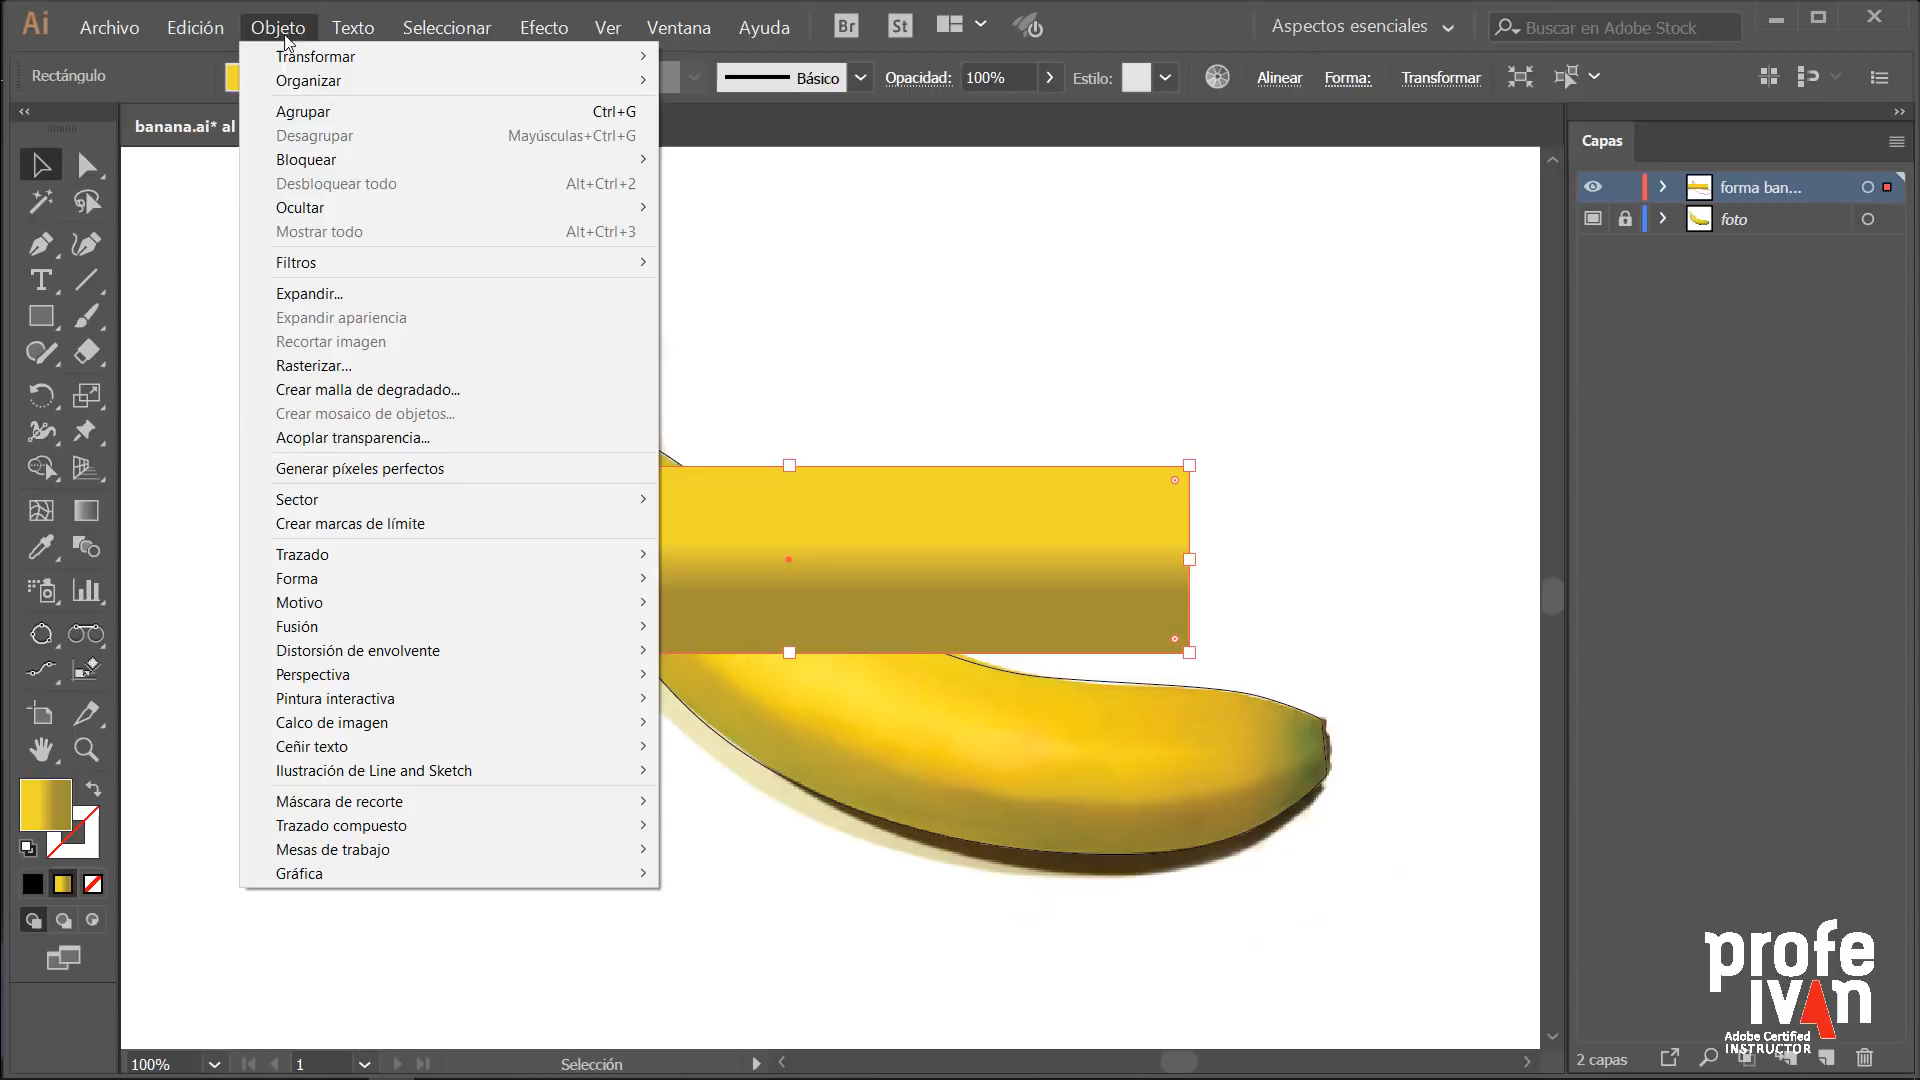 Ai Archivo Edición Objeto Texto Seleccionar Efecto Ver Ventana Ayuda Br St Aspectos esenciales Buscar en Adobe Stock
Rectángulo Básico Opacidad: 100% Estilo: Alinear Forma: Transformar
banana.ai* al
Transformar
Organizar
Agrupar Ctrl+G
Desagrupar Mayúsculas+Ctrl+G
Bloquear
Desbloquear todo Alt+Ctrl+2
Ocultar
Mostrar todo Alt+Ctrl+3
Filtros
Expandir...
Expandir apariencia
Recortar imagen
Rasterizar...
Crear malla de degradado...
Crear mosaico de objetos...
Acoplar transparencia...
Generar píxeles perfectos
Sector
Crear marcas de límite
Trazado
Forma
Motivo
Fusión
Distorsión de envolvente
Perspectiva
Pintura interactiva
Calco de imagen
Ceñir texto
Ilustración de Line and Sketch
Máscara de recorte
Trazado compuesto
Mesas de trabajo
Gráfica
Capas
forma ban...
foto
profe
ivan
Adobe Certified
INSTRUCTOR
100% 1 Selección
2 capas